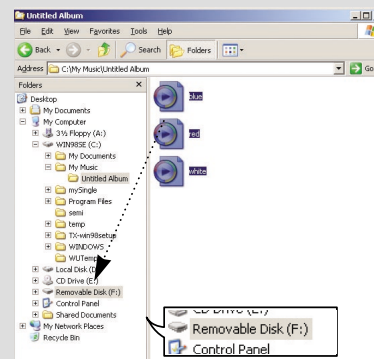 Untitled Album
File Edit View Favorites Tools Help
Back Search Folders
Address C:\My Music\Untitled Album Go
Folders x
Desktop
My Documents
My Computer
3½ Floppy (A:)
WIN98SE (C:)
My Documents
My Music
Untitled Album
mySingle
Program Files
semi
temp
TX-win98setup
WINDOWS
WUTemp
Local Disk (D
CD Drive (E:)
Removable Disk (F:)
Control Panel
Shared Documents
My Network Places
Recycle Bin
blue
red
white
CD Drive (E:)
Removable Disk (F:)
Control Panel